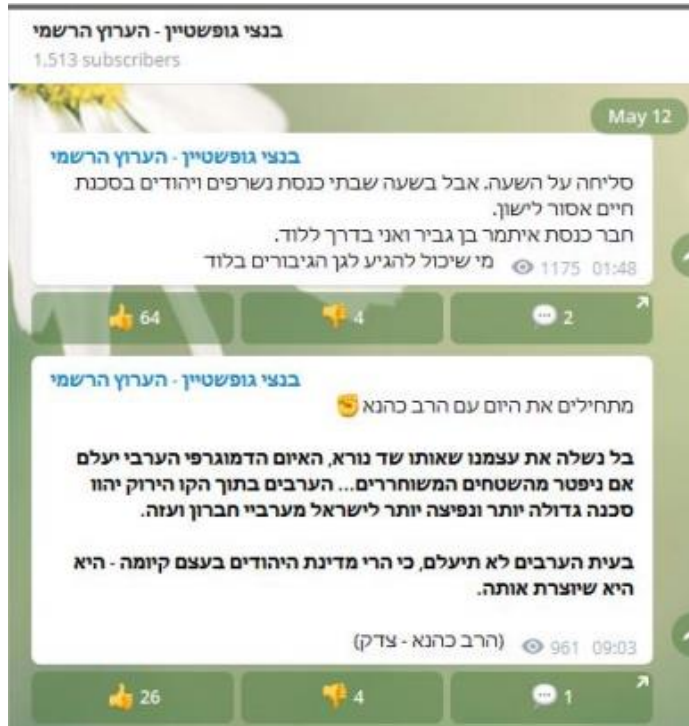 בנצי גופשטיין - הערוץ הרשמי
1.513 subscribers
May 12
בנצי גופשטיין - הערוץ הרשמי
סליחה על השעה. אבל בשעה שבתי כנסת נשרפים ויהודים בסכנת
חיים אסור לישון.
חבר כנסת איתמר בן גביר ואני בדרך ללוד.
מי שיכול להגיע לגן הגיבורים בלוד 1175 01:48
👍 64 👎 4 💬 2
בנצי גופשטיין - הערוץ הרשמי
מתחילים את היום עם הרב כהנא ✊
בל נשלה את עצמנו שאותו שד נורא, האיום הדמוגרפי הערבי יעלם
אם ניפטר מהשטחים המשוחררים... הערבים בתוך הקו הירוק יהוו
סכנה גדולה יותר ונפיצה יותר לישראל מערביי חברון ועזה.
בעית הערבים לא תיעלם, כי הרי מדינת היהודים בעצם קיומה - היא
היא שיוצרת אותה.
(הרב כהנא - צדק) 961 09:03
👍 26 👎 4 💬 1